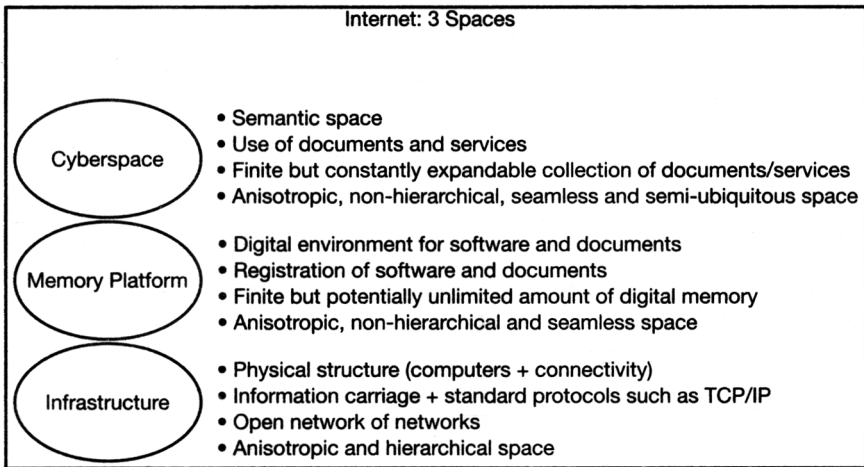 Internet: 3 Spaces
Cyberspace
• Semantic space
• Use of documents and services
• Finite but constantly expandable collection of documents/services
• Anisotropic, non-hierarchical, seamless and semi-ubiquitous space
Memory Platform
• Digital environment for software and documents
• Registration of software and documents
• Finite but potentially unlimited amount of digital memory
• Anisotropic, non-hierarchical and seamless space
Infrastructure
• Physical structure (computers + connectivity)
• Information carriage + standard protocols such as TCP/IP
• Open network of networks
• Anisotropic and hierarchical space